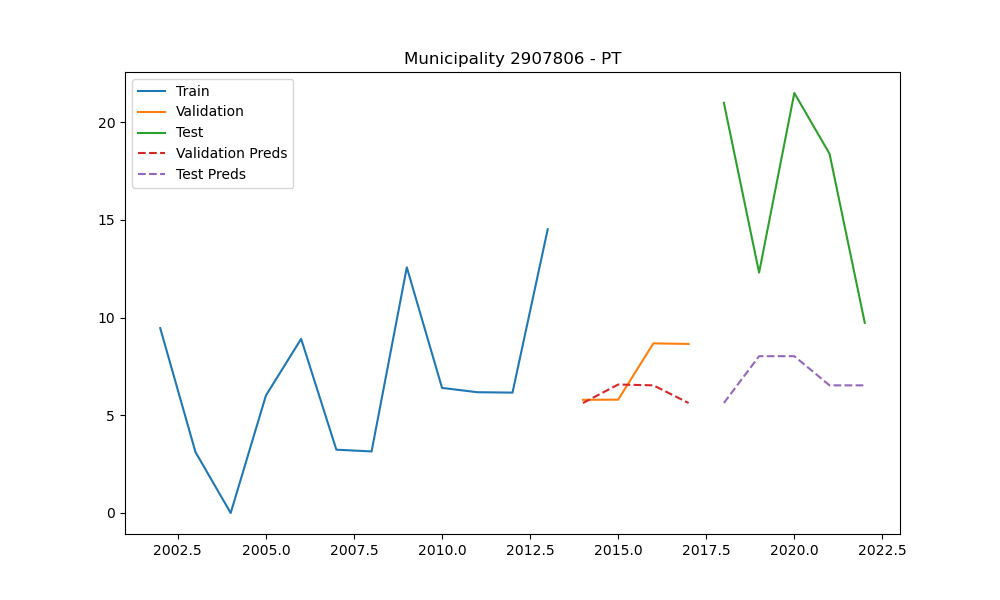 Municipality 2907806 - PT
Train
Validation
Test
Validation Preds
Test Preds
20
15
10
5
0
2002.5 2005.0 2007.5 2010.0 2012.5 2015.0 2017.5 2020.0 2022.5